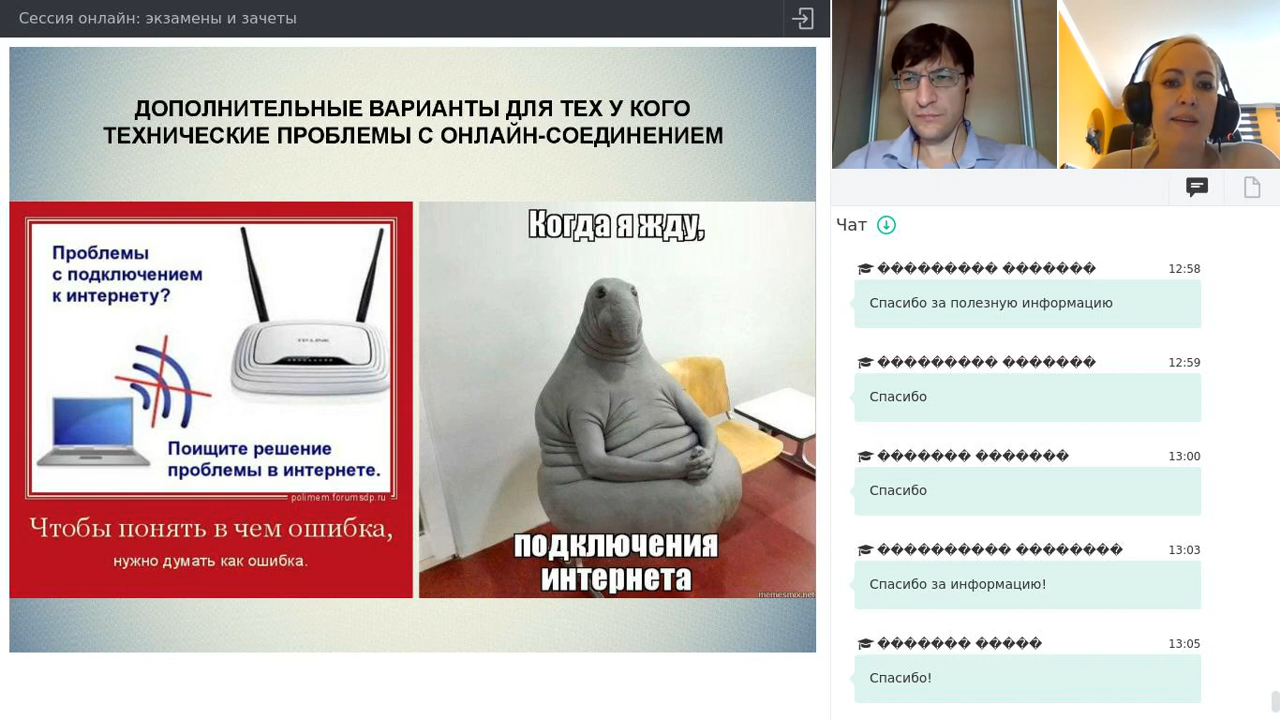 Сессия онлайн: экзамены и зачеты
ДОПОЛНИТЕЛЬНЫЕ ВАРИАНТЫ ДЛЯ ТЕХ У КОГО
ТЕХНИЧЕСКИЕ ПРОБЛЕМЫ С ОНЛАЙН-СОЕДИНЕНИЕМ
Проблемы
с подключением
к интернету?
TP-LINK
Поищите решение
проблемы в интернете.
polimem.forumsdp.ru
Чтобы понять в чем ошибка,
нужно думать как ошибка.
Когда я жду,
подключения
интернета
memesmix.net
Чат
��������� ������� 12:58
Спасибо за полезную информацию
��������� ������� 12:59
Спасибо
������� ������� 13:00
Спасибо
���������� �������� 13:03
Спасибо за информацию!
������� ����� 13:05
Спасибо!